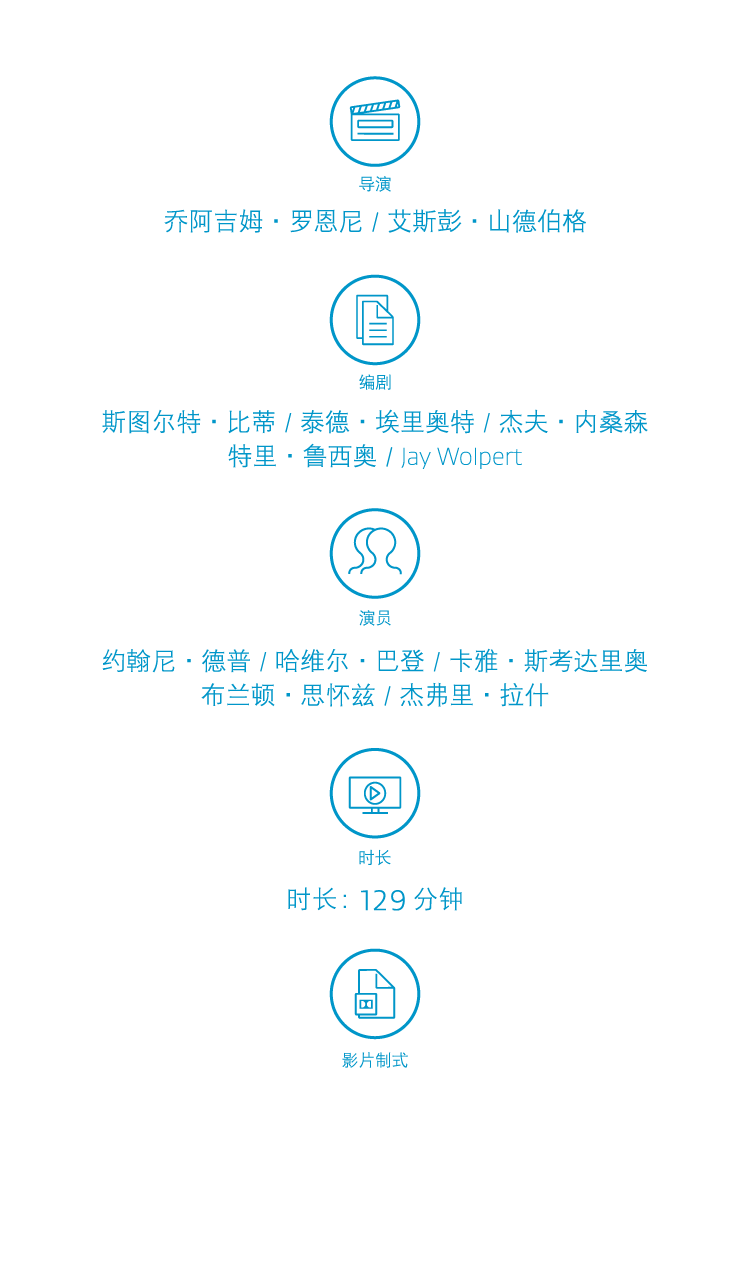 导演
乔阿吉姆·罗恩尼 / 艾斯彭·山德伯格
编剧
斯图尔特·比蒂 / 泰德·埃里奥特 / 杰夫·内桑森
特里·鲁西奥 / Jay Wolpert
演员
约翰尼·德普 / 哈维尔·巴登 / 卡雅·斯考达里奥
布兰顿·思怀兹 / 杰弗里·拉什
时长
时长: 129 分钟
影片制式